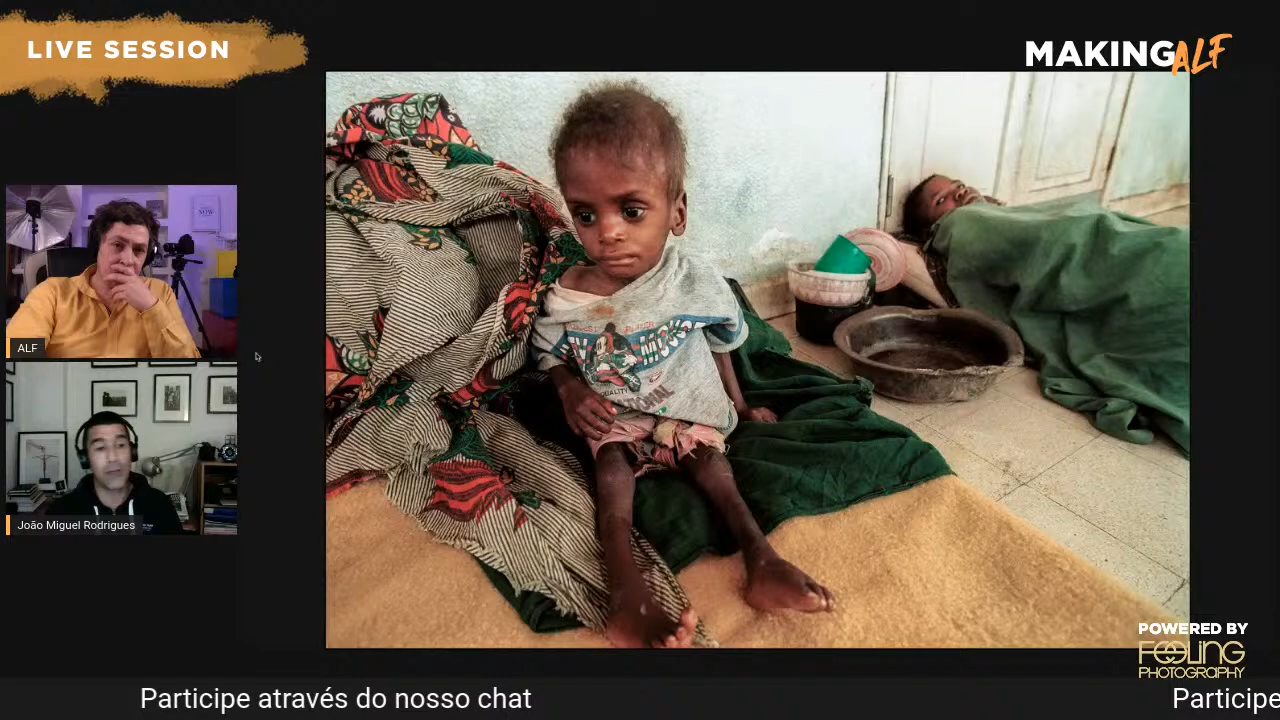 LIVE SESSION
MAKINGALF
ALF
João Miguel Rodrigues
POWERED BY
FEELING
PHOTOGRAPHY
Participe através do nosso chat
Participe